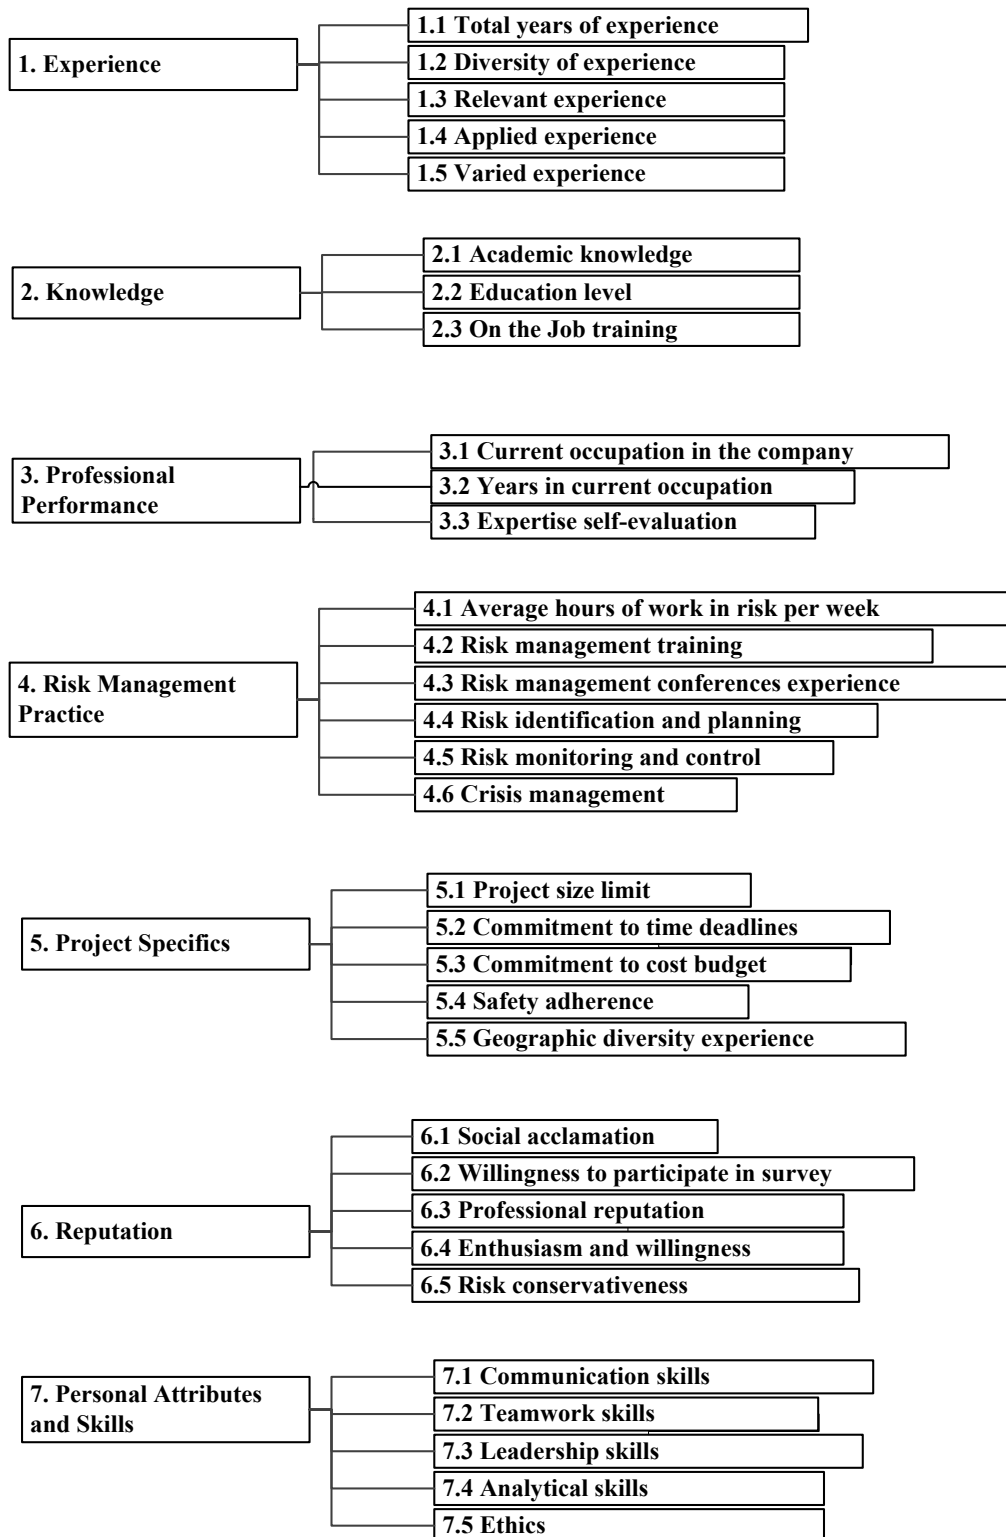 1. Experience
1.1 Total years of experience
1.2 Diversity of experience
1.3 Relevant experience
1.4 Applied experience
1.5 Varied experience
2. Knowledge
2.1 Academic knowledge
2.2 Education level
2.3 On the Job training
3. Professional
Performance
3.1 Current occupation in the company
3.2 Years in current occupation
3.3 Expertise self-evaluation
4. Risk Management
Practice
4.1 Average hours of work in risk per week
4.2 Risk management training
4.3 Risk management conferences experience
4.4 Risk identification and planning
4.5 Risk monitoring and control
4.6 Crisis management
5. Project Specifics
5.1 Project size limit
5.2 Commitment to time deadlines
5.3 Commitment to cost budget
5.4 Safety adherence
5.5 Geographic diversity experience
6. Reputation
6.1 Social acclamation
6.2 Willingness to participate in survey
6.3 Professional reputation
6.4 Enthusiasm and willingness
6.5 Risk conservativeness
7. Personal Attributes
and Skills
7.1 Communication skills
7.2 Teamwork skills
7.3 Leadership skills
7.4 Analytical skills
7.5 Ethics